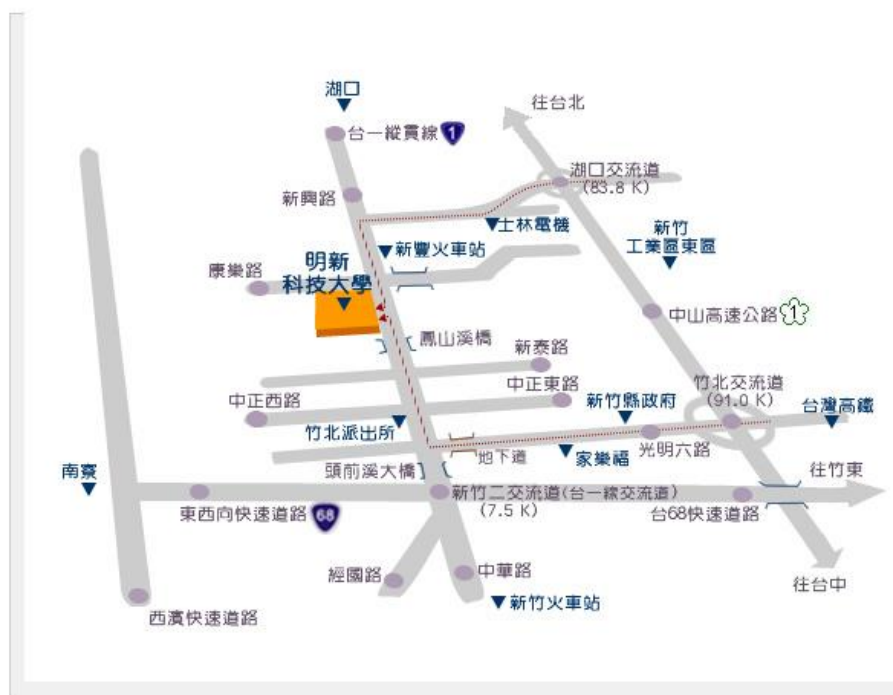 湖口
往台北
台一縱貫線 1
湖口交流道
(83.8 K)
新興路
士林電機
新竹
工業區東區
新豐火車站
明新
科技大學
康樂路
中山高速公路 1
鳳山溪橋
新泰路
中正東路
竹北交流道
(91.0 K)
中正西路
新竹縣政府
台灣高鐵
竹北派出所
光明六路
地下道
家樂福
頭前溪大橋
南寮
往竹東
新竹二交流道(台一線交流道)
(7.5 K)
東西向快速道路 68
台68快速道路
經國路
中華路
往台中
新竹火車站
西濱快速道路